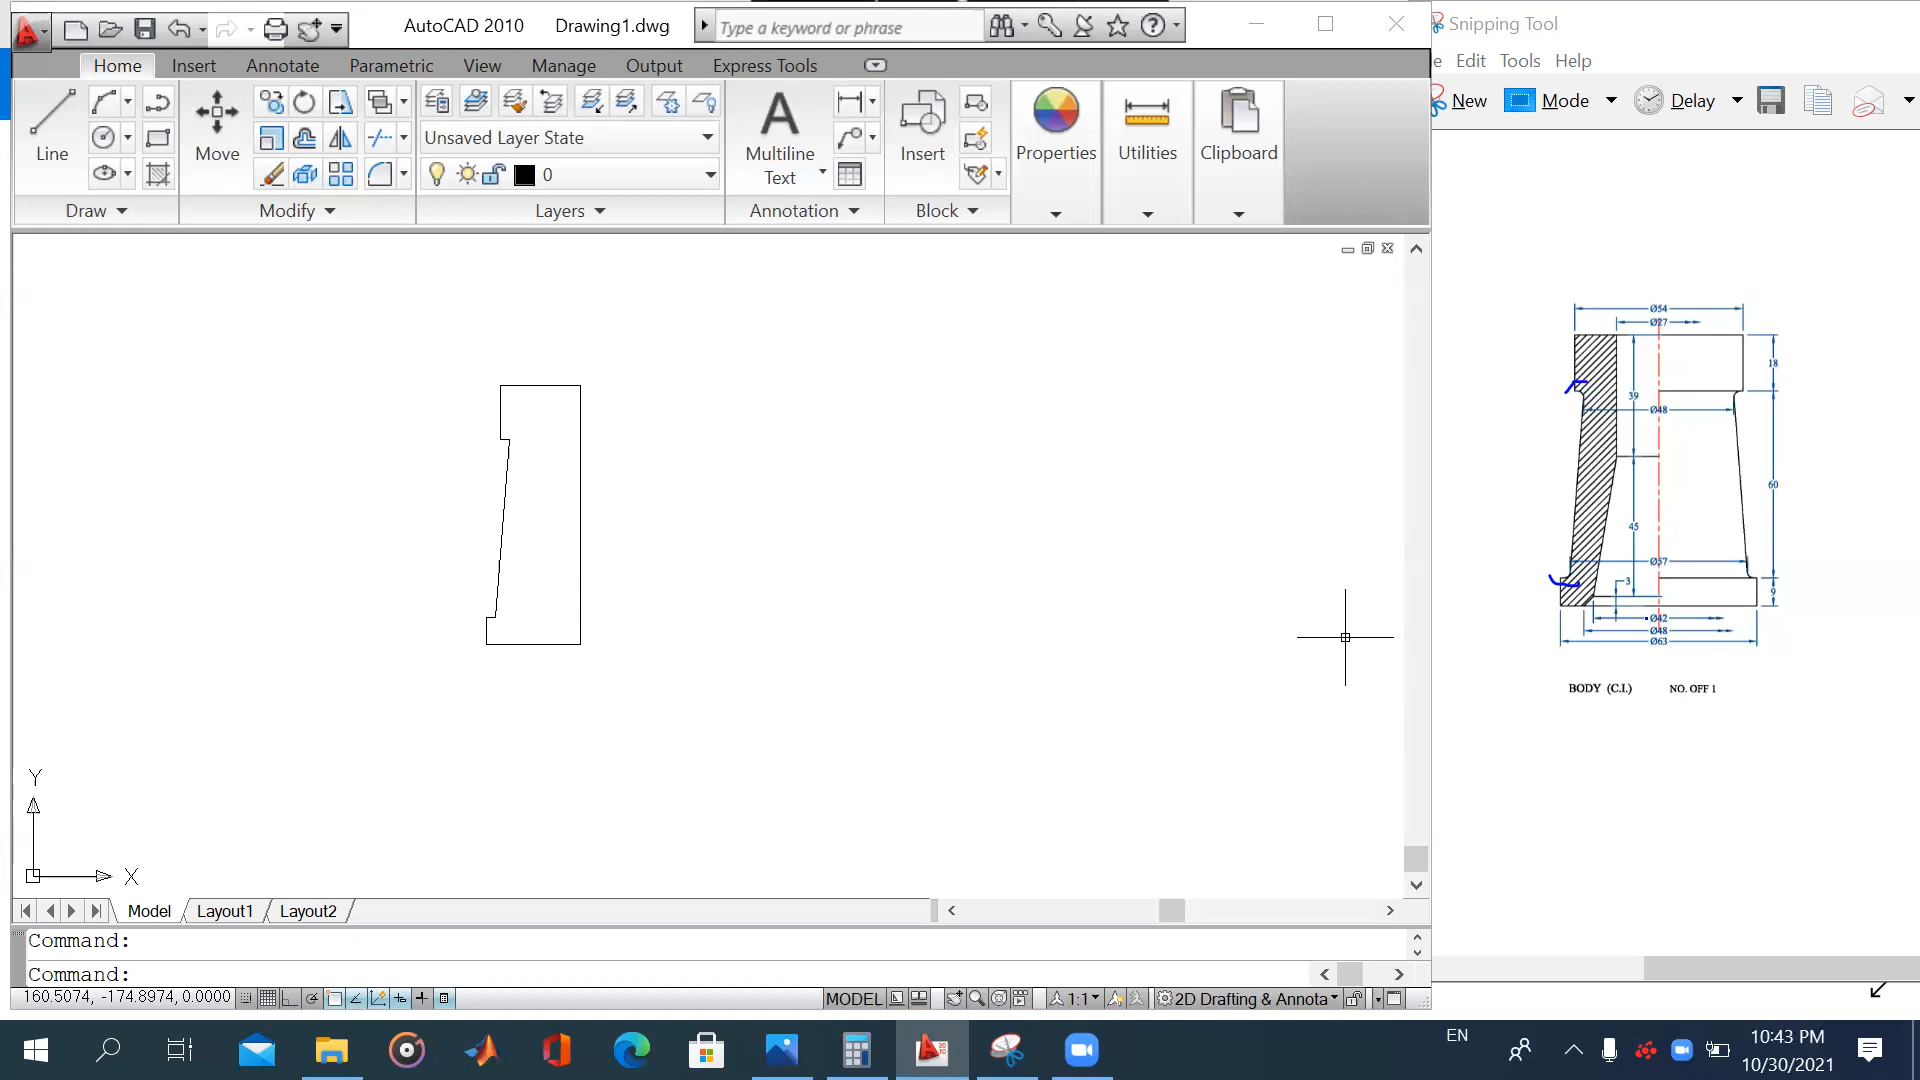 AutoCAD 2010 Drawing1.dwg
Type a keyword or phrase
Snipping Tool
e Edit Tools Help
Home Insert Annotate Parametric View Manage Output Express Tools
New Mode Delay
Line
Move
Unsaved Layer State
0
Multiline
Text
Insert
Properties
Utilities
Clipboard
Draw
Modify
Layers
Annotation
Block
Ø54
Ø27
18
39
Ø48
60
45
Ø57
3
9
Ø42
Ø48
Ø63
BODY (C.I.) NO. OFF 1
Y
X
Model Layout1 Layout2
Command:
Command:
160.5074, -174.8974, 0.0000
MODEL
1:1
2D Drafting & Annota
EN
10:43 PM
10/30/2021